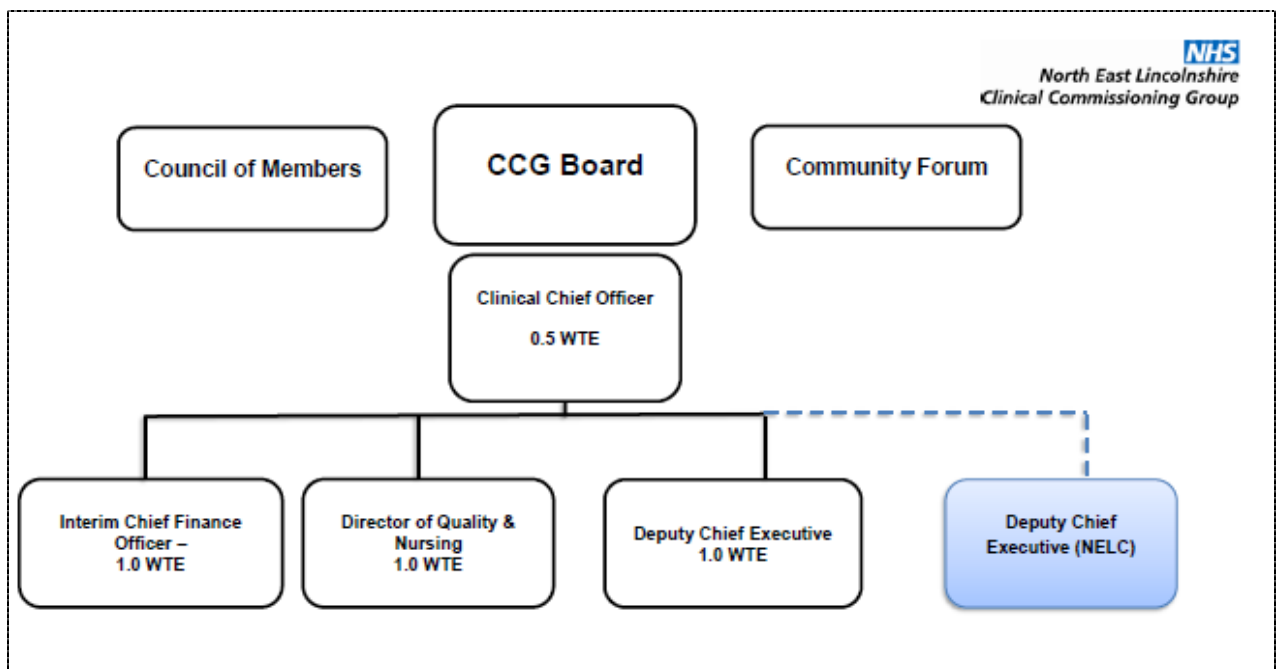 NHS
North East Lincolnshire
Clinical Commissioning Group
Council of Members
CCG Board
Community Forum
Clinical Chief Officer
0.5 WTE
Interim Chief Finance
Officer –
1.0 WTE
Director of Quality &
Nursing
1.0 WTE
Deputy Chief Executive
1.0 WTE
Deputy Chief
Executive (NELC)